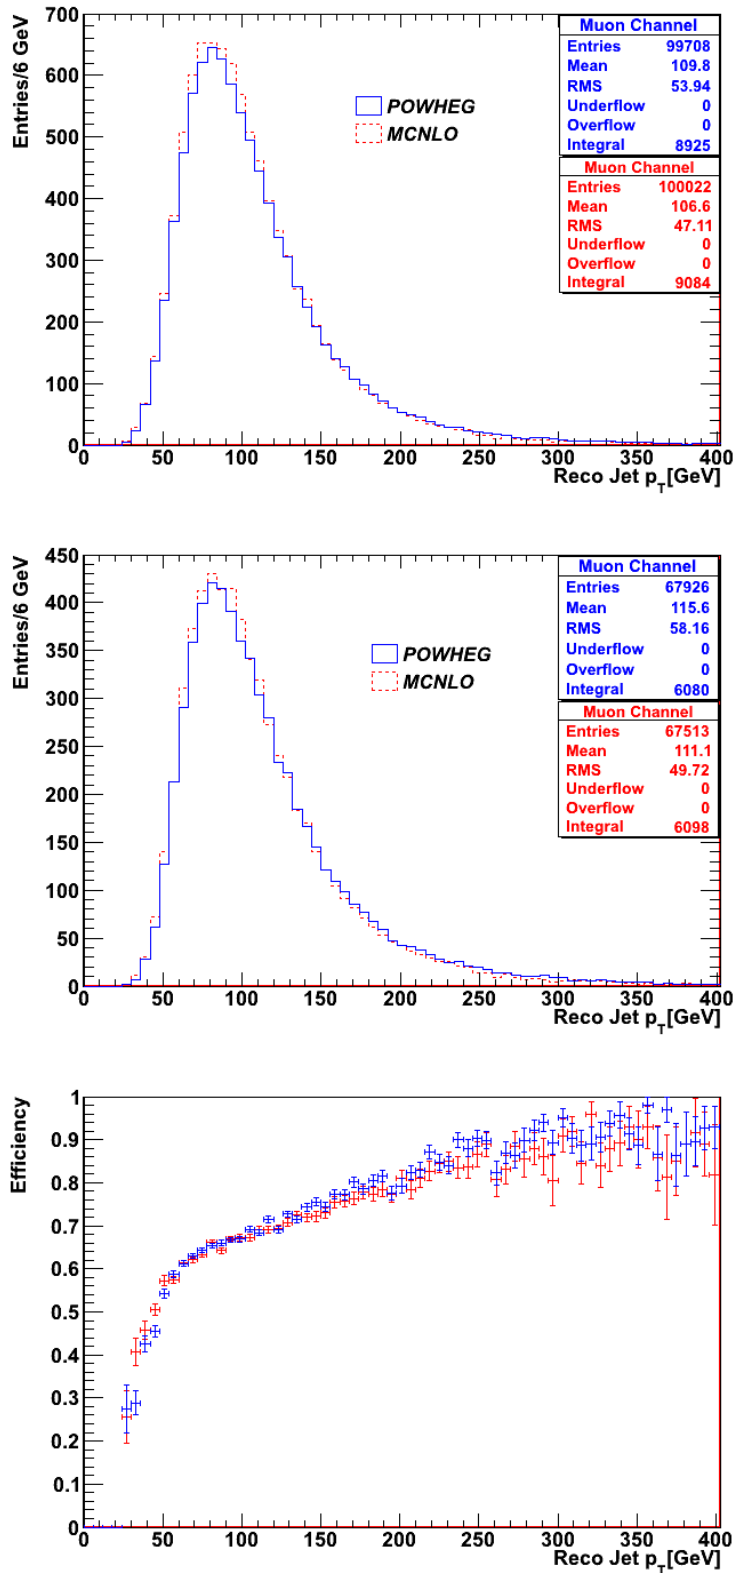 Entries/6 GeV
700
600
500
400
300
200
100
0
0 50 100 150 200 250 300 350 400
Reco Jet p_T[GeV]
POWHEG
MCNLO
Muon Channel
Entries 99708
Mean 109.8
RMS 53.94
Underflow 0
Overflow 0
Integral 8925
Muon Channel
Entries 100022
Mean 106.6
RMS 47.11
Underflow 0
Overflow 0
Integral 9084
Entries/6 GeV
450
400
350
300
250
200
150
100
50
0
0 50 100 150 200 250 300 350 400
Reco Jet p_T[GeV]
POWHEG
MCNLO
Muon Channel
Entries 67926
Mean 115.6
RMS 58.16
Underflow 0
Overflow 0
Integral 6080
Muon Channel
Entries 67513
Mean 111.1
RMS 49.72
Underflow 0
Overflow 0
Integral 6098
Efficiency
1
0.9
0.8
0.7
0.6
0.5
0.4
0.3
0.2
0.1
0
0 50 100 150 200 250 300 350 400
Reco Jet p_T[GeV]